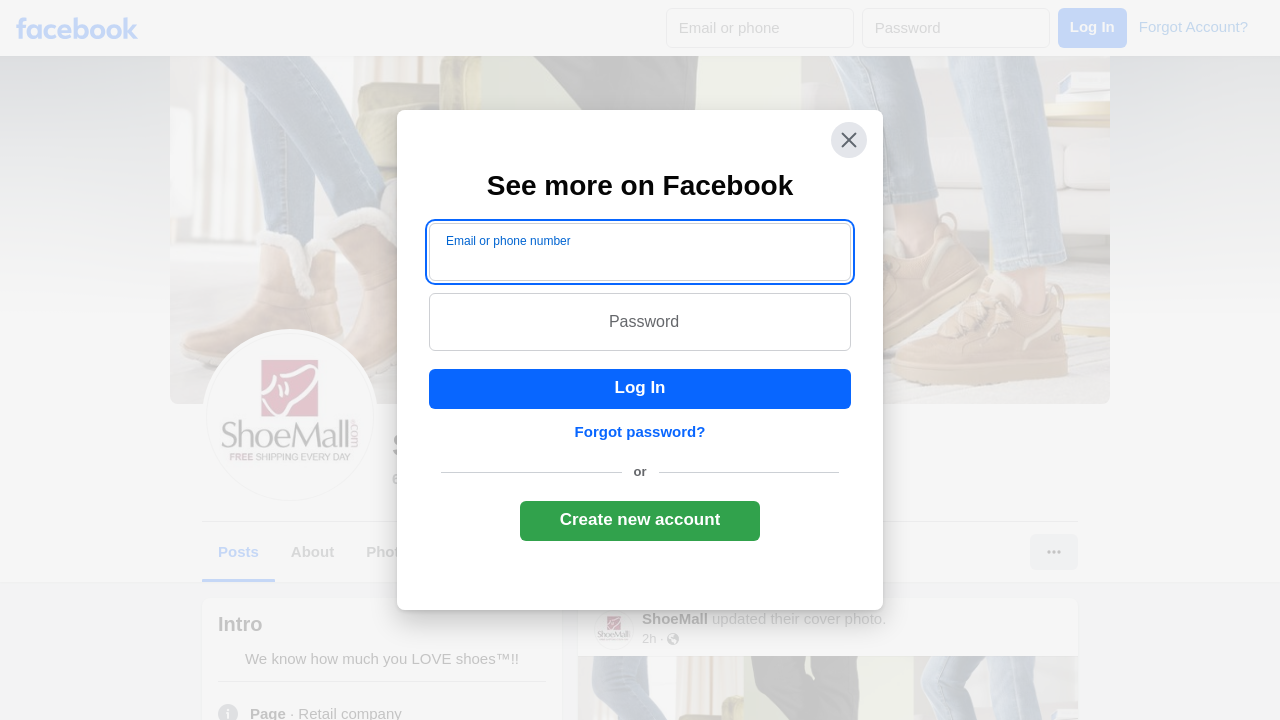 facebook
Email or phone
Password
Log In
Forgot Account?
See more on Facebook
Email or phone number
Password
Log In
Forgot password?
or
Create new account
ShoeMall.com
FREE SHIPPING EVERY DAY
Posts
About
Intro
We know how much you LOVE shoes™!!
Page · Retail company
ShoeMall updated their cover photo.
2h ·
ShoeMall